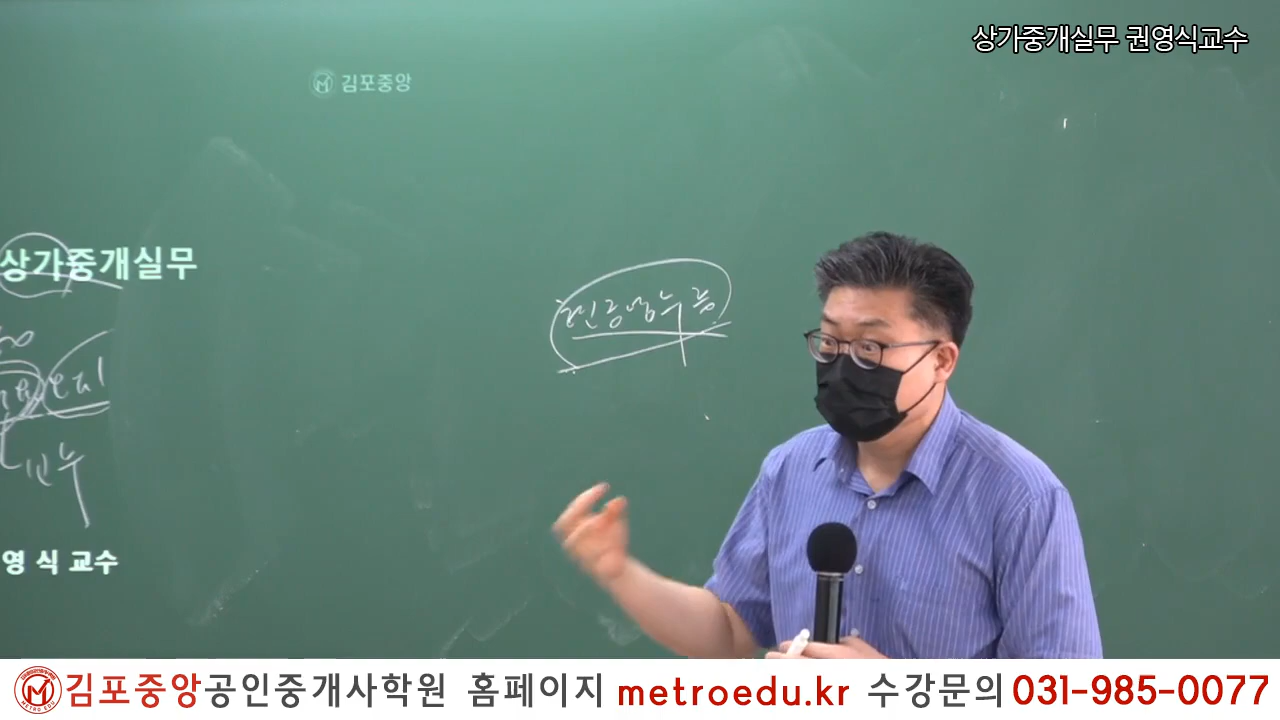 상가중개실무 권영식교수
김포중앙
상가중개실무
교수
영 식 교수
김포중앙공인중개사학원 홈페이지 metroedu.kr 수강문의 031-985-0077